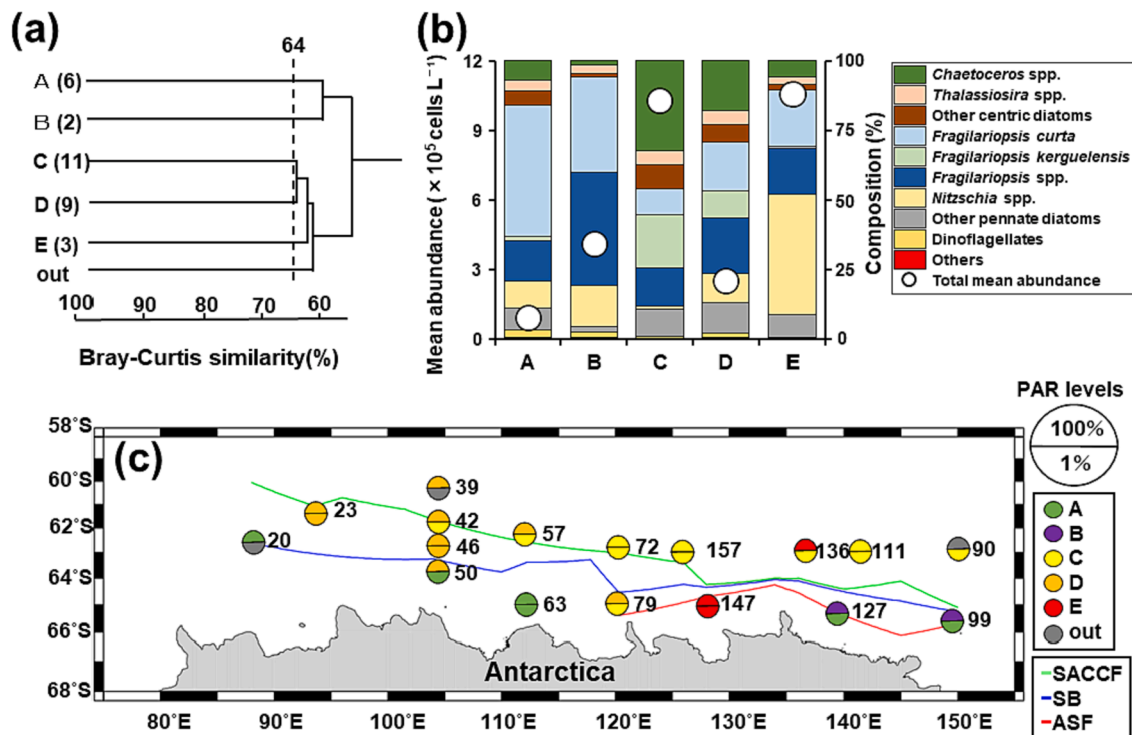 (a)
64
A (6)
B (2)
C (11)
D (9)
E (3)
out
100 90 80 70 60
Bray-Curtis similarity(%)
(b)
Mean abundance ( × 10⁵ cells L⁻¹)
12
9
6
3
0
A B C D E
100
75
50
25
0
Composition (%)
Chaetoceros spp.
Thalassiosira spp.
Other centric diatoms
Fragilariopsis curta
Fragilariopsis kerguelensis
Fragilariopsis spp.
Nitzschia spp.
Other pennate diatoms
Dinoflagellates
Others
Total mean abundance
(c)
58°S
60°S
62°S
64°S
66°S
68°S
39
23
42
57
72
157
136
111
90
20
46
50
63
79
147
127
99
Antarctica
80°E 90°E 100°E 110°E 120°E 130°E 140°E 150°E
PAR levels
100%
1%
A
B
C
D
E
out
SACCF
SB
ASF